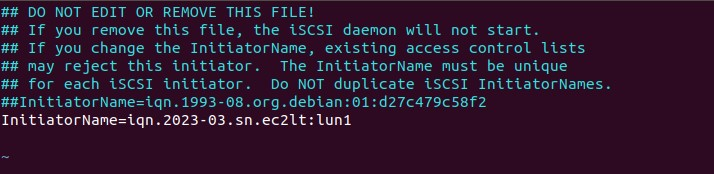 ## DO NOT EDIT OR REMOVE THIS FILE!
## If you remove this file, the iSCSI daemon will not start.
## If you change the InitiatorName, existing access control lists
## may reject this initiator.  The InitiatorName must be unique
## for each iSCSI initiator.  Do NOT duplicate iSCSI InitiatorNames.
##InitiatorName=iqn.1993-08.org.debian:01:d27c479c58f2
InitiatorName=iqn.2023-03.sn.ec2lt:lun1
~